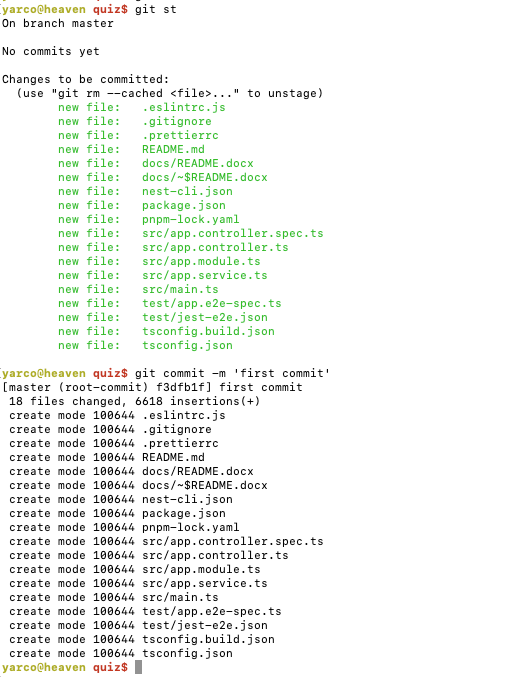 [yarco@heaven quiz$ git st
On branch master
No commits yet
Changes to be committed:
  (use "git rm --cached <file>..." to unstage)
        new file:   .eslintrc.js
        new file:   .gitignore
        new file:   .prettierrc
        new file:   README.md
        new file:   docs/README.docx
        new file:   docs/~$README.docx
        new file:   nest-cli.json
        new file:   package.json
        new file:   pnpm-lock.yaml
        new file:   src/app.controller.spec.ts
        new file:   src/app.controller.ts
        new file:   src/app.module.ts
        new file:   src/app.service.ts
        new file:   src/main.ts
        new file:   test/app.e2e-spec.ts
        new file:   test/jest-e2e.json
        new file:   tsconfig.build.json
        new file:   tsconfig.json
[yarco@heaven quiz$ git commit -m 'first commit'
[master (root-commit) f3dfb1f] first commit
 18 files changed, 6618 insertions(+)
 create mode 100644 .eslintrc.js
 create mode 100644 .gitignore
 create mode 100644 .prettierrc
 create mode 100644 README.md
 create mode 100644 docs/README.docx
 create mode 100644 docs/~$README.docx
 create mode 100644 nest-cli.json
 create mode 100644 package.json
 create mode 100644 pnpm-lock.yaml
 create mode 100644 src/app.controller.spec.ts
 create mode 100644 src/app.controller.ts
 create mode 100644 src/app.module.ts
 create mode 100644 src/app.service.ts
 create mode 100644 src/main.ts
 create mode 100644 test/app.e2e-spec.ts
 create mode 100644 test/jest-e2e.json
 create mode 100644 tsconfig.build.json
 create mode 100644 tsconfig.json
yarco@heaven quiz$